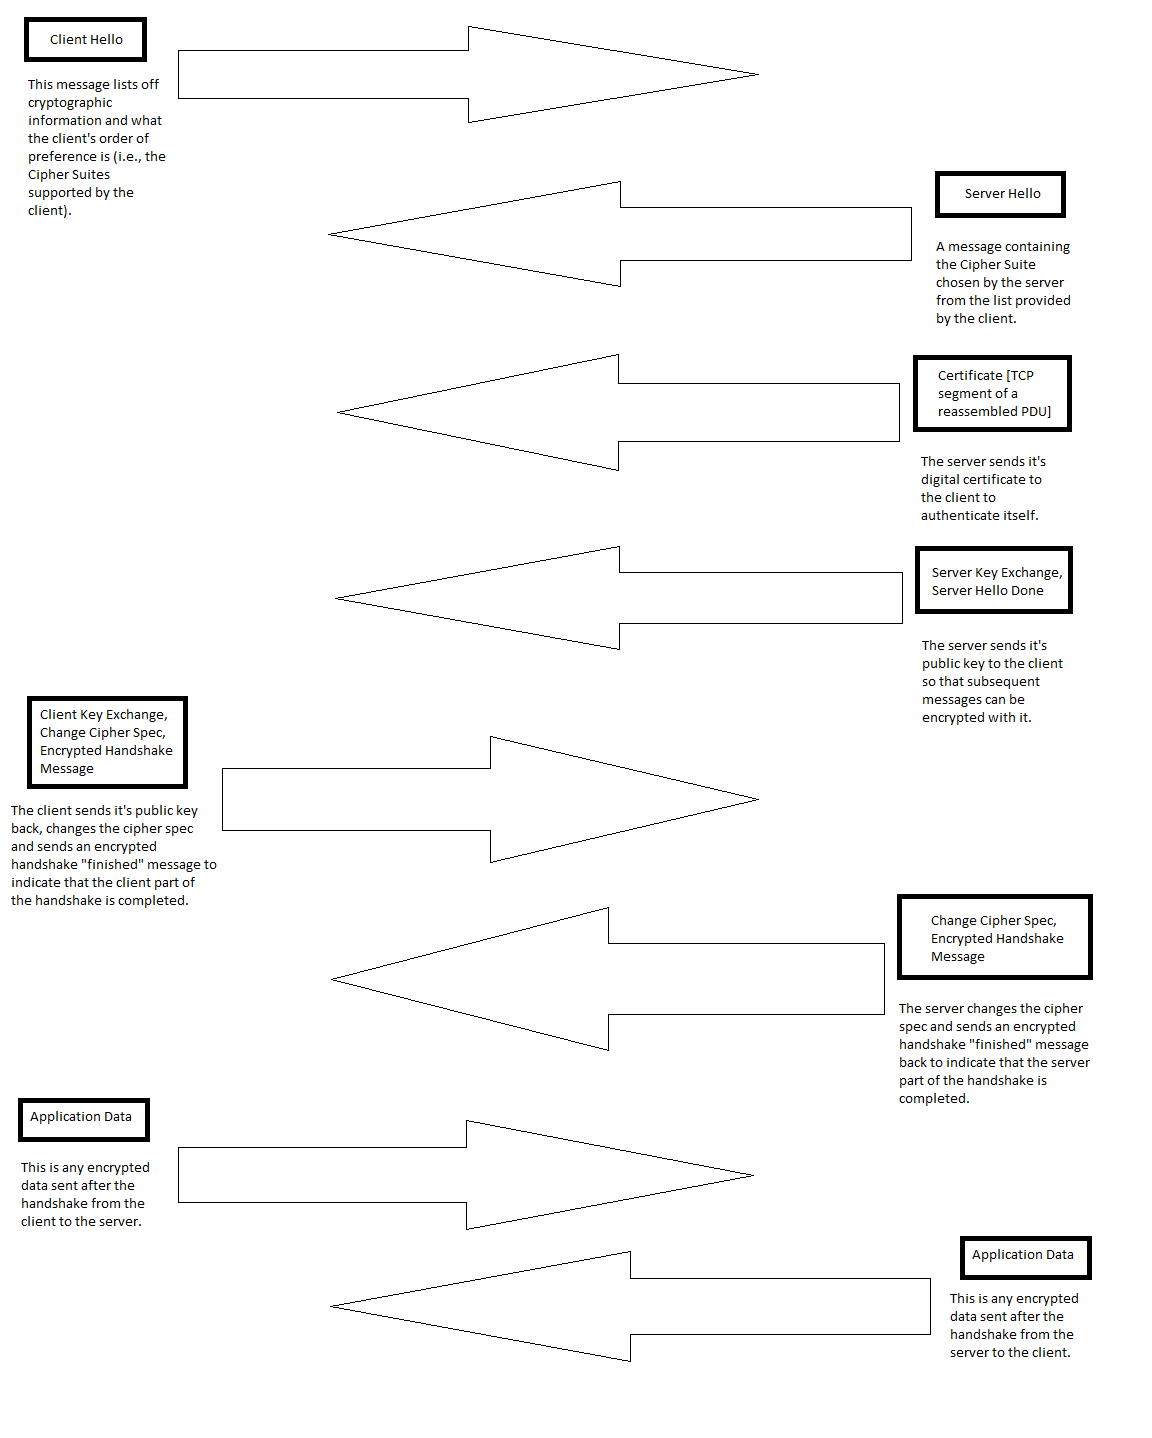 Client Hello
This message lists off
cryptographic
information and what
the client's order of
preference is (i.e., the
Cipher Suites
supported by the
client).
Server Hello
A message containing
the Cipher Suite
chosen by the server
from the list provided
by the client.
Certificate [TCP
segment of a
reassembled PDU]
The server sends it's
digital certificate to
the client to
authenticate itself.
Server Key Exchange,
Server Hello Done
The server sends it's
public key to the client
so that subsequent
messages can be
encrypted with it.
Client Key Exchange,
Change Cipher Spec,
Encrypted Handshake
Message
The client sends it's public key
back, changes the cipher spec
and sends an encrypted
handshake "finished" message to
indicate that the client part of
the handshake is completed.
Change Cipher Spec,
Encrypted Handshake
Message
The server changes the cipher
spec and sends an encrypted
handshake "finished" message
back to indicate that the server
part of the handshake is
completed.
Application Data
This is any encrypted
data sent after the
handshake from the
client to the server.
Application Data
This is any encrypted
data sent after the
handshake from the
server to the client.